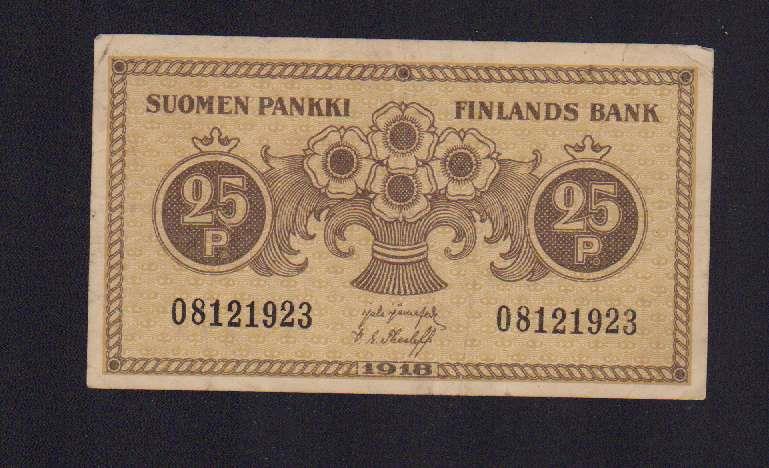 SUOMEN PANKKI FINLANDS BANK
25 25
P. P.
08121923 08121923
1918